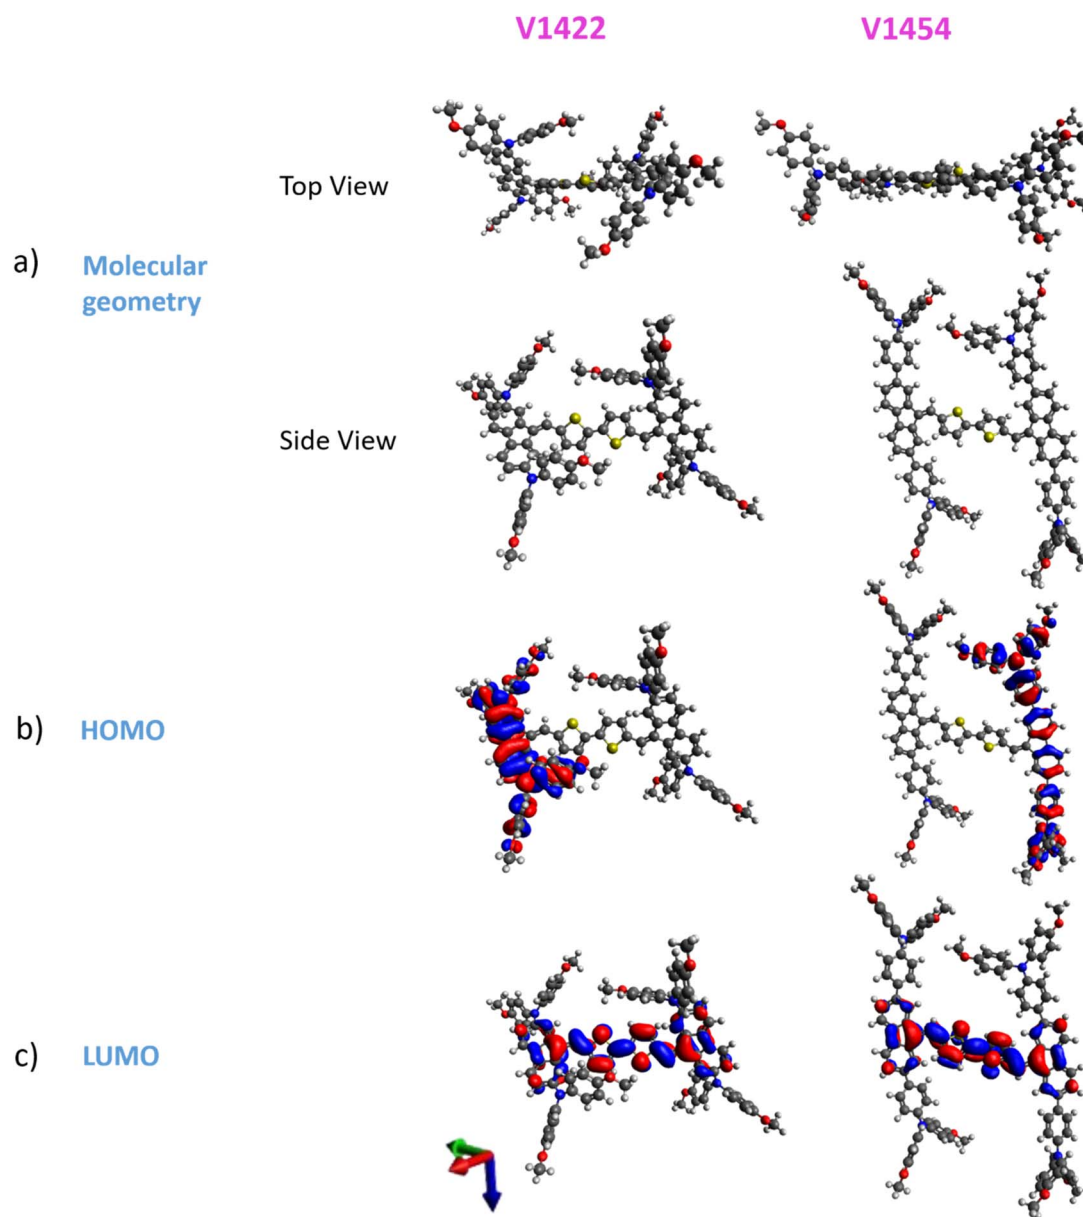 V1422 V1454
Top View
a) Molecular
geometry
Side View
b) HOMO
c) LUMO